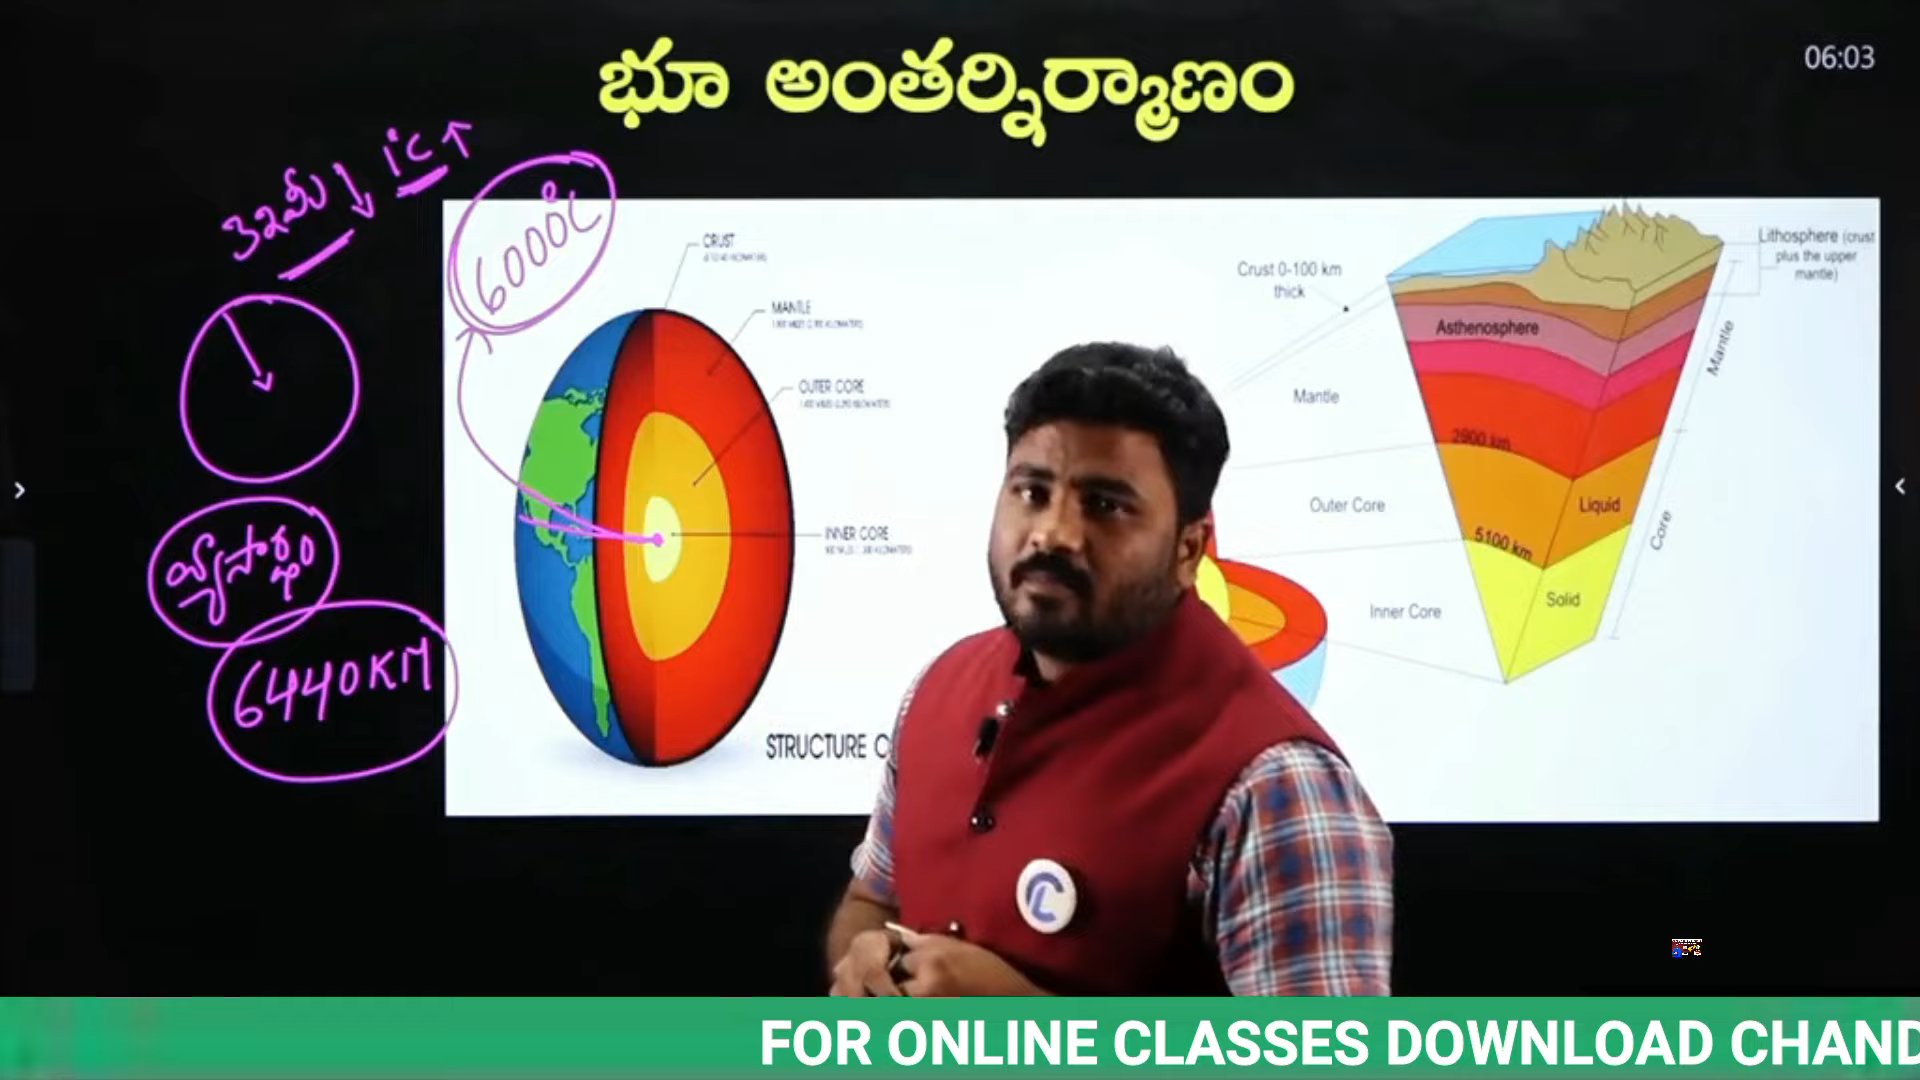 భూ అంతర్నిర్మాణం
06:03
32మీ ↓ 1°C ↑
6000°C
వ్యాసార్థం
6440KM
CRUST
MANTLE
OUTER CORE
INNER CORE
STRUCTURE
Crust 0-100 km
thick
Mantle
Outer Core
Inner Core
Lithosphere (crust
plus the upper
mantle)
Asthenosphere
Mantle
2900 km
Liquid
5100 km
Core
Solid
FOR ONLINE CLASSES DOWNLOAD CHAND